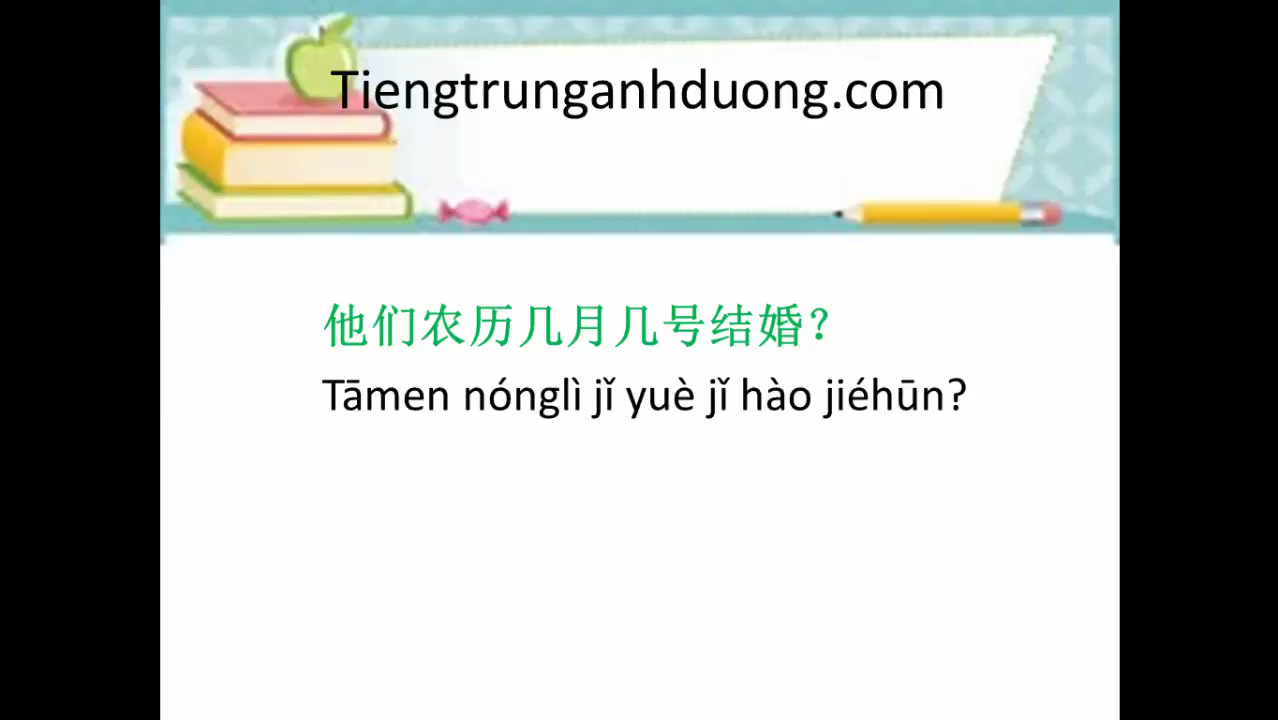 Tiengtrunganhduong.com
他们农历几月几号结婚？
Tāmen nónglì jǐ yuè jǐ hào jiéhūn?